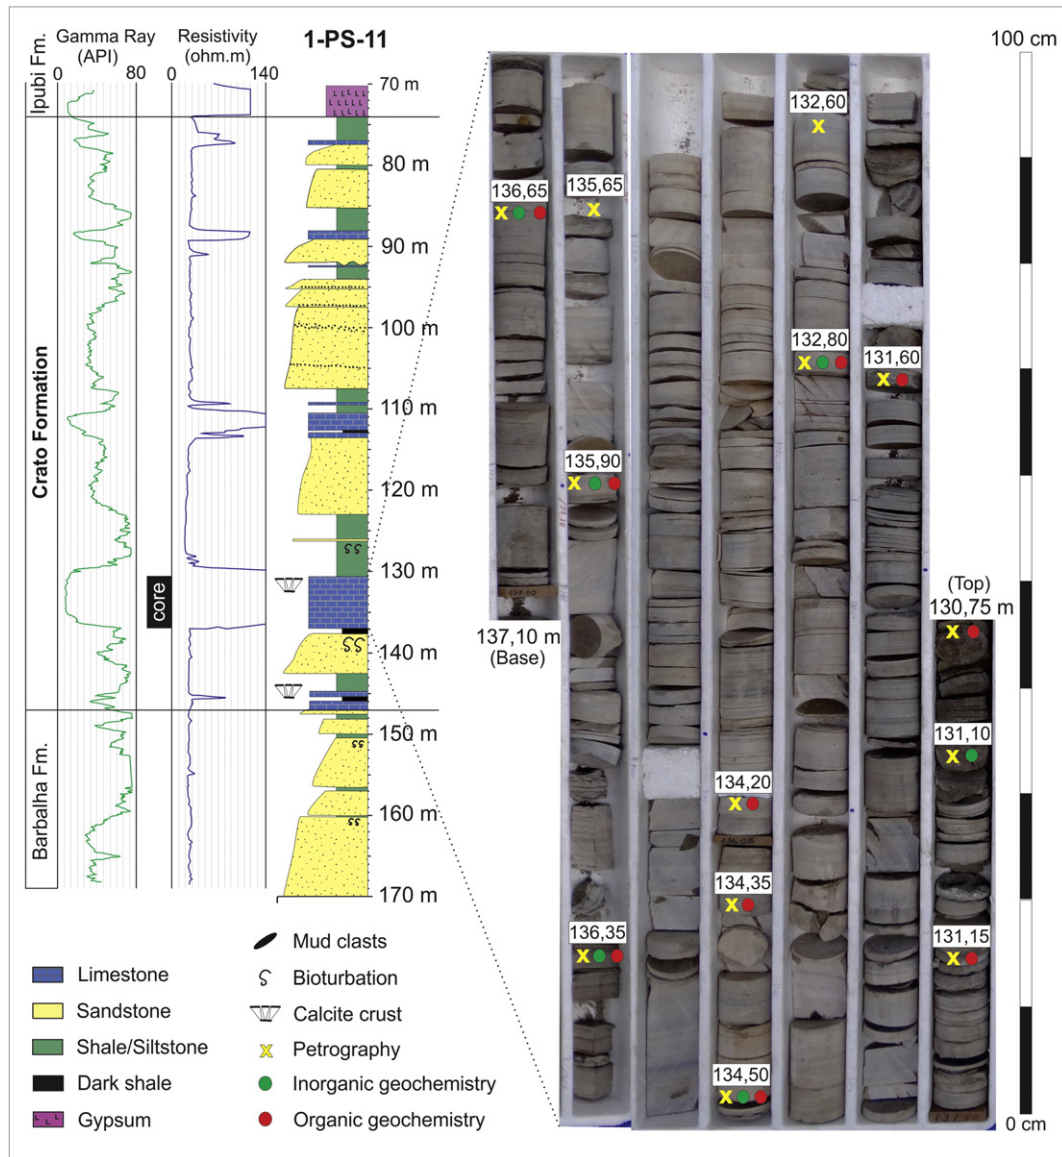 Ipubi Fm.
Crato Formation
Barbalha Fm.
Gamma Ray
(API)
0 80
Resistivity
(ohm.m)
0 140
1-PS-11
70 m
80 m
90 m
100 m
110 m
120 m
130 m
140 m
150 m
160 m
170 m
core
Limestone
Sandstone
Shale/Siltstone
Dark shale
Gypsum
Mud clasts
Bioturbation
Calcite crust
Petrography
Inorganic geochemistry
Organic geochemistry
136,65
137,10 m
(Base)
135,65
135,90
136,35
134,20
134,35
134,50
132,60
132,80
131,60
(Top)
130,75 m
131,10
131,15
100 cm
0 cm